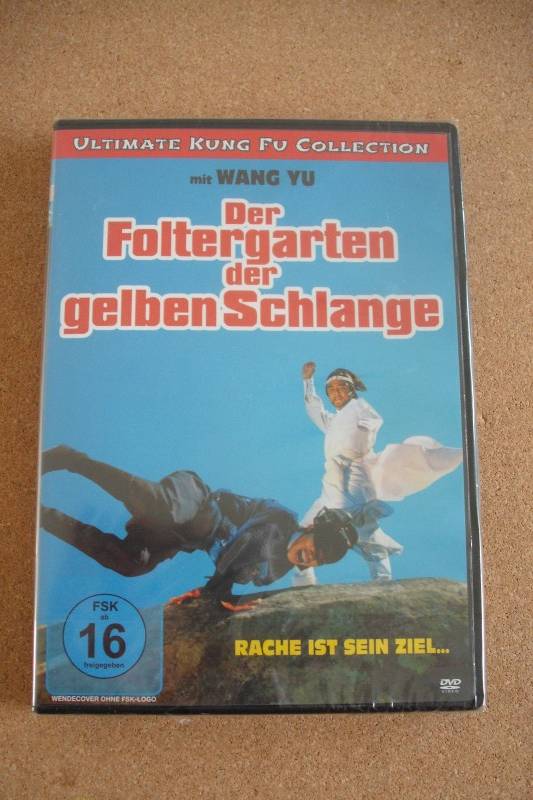 ULTIMATE KUNG FU COLLECTION
mit WANG YU
Der
Foltergarten
der
gelben Schlange
FSK
ab
16
freigegeben
RACHE IST SEIN ZIEL...
WENDECOVER OHNE FSK-LOGO
DVD
VIDEO